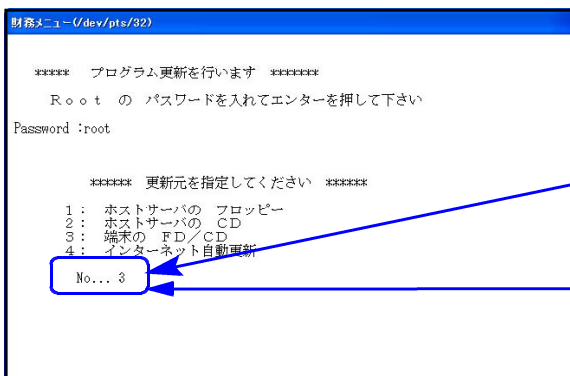 財務メニュー(/dev/pts/32)
***** プログラム更新を行います *******
Ｒｏｏｔ の パスワードを入れてエンターを押して下さい
Password :root
****** 更新元を指定してください ******
1： ホストサーバの フロッピー
2： ホストサーバの ＣＤ
3： 端末の ＦＤ／ＣＤ
4： インターネット自動更新
No... 3